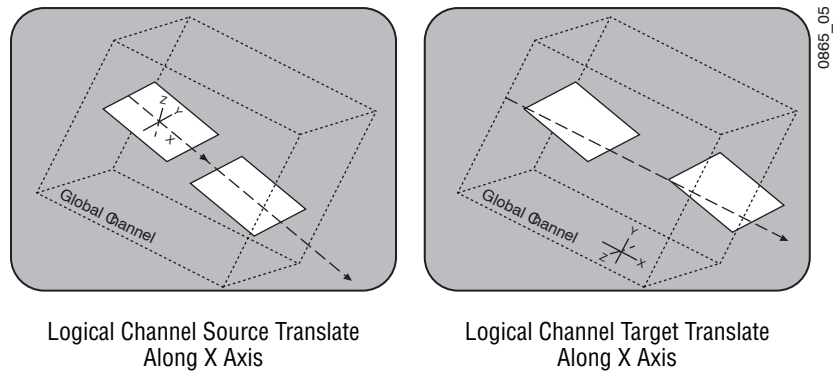 0865_05
Z
Y
X
Global Channel
Y
Z
X
Global Channel
Logical Channel Source Translate
Along X Axis
Logical Channel Target Translate
Along X Axis